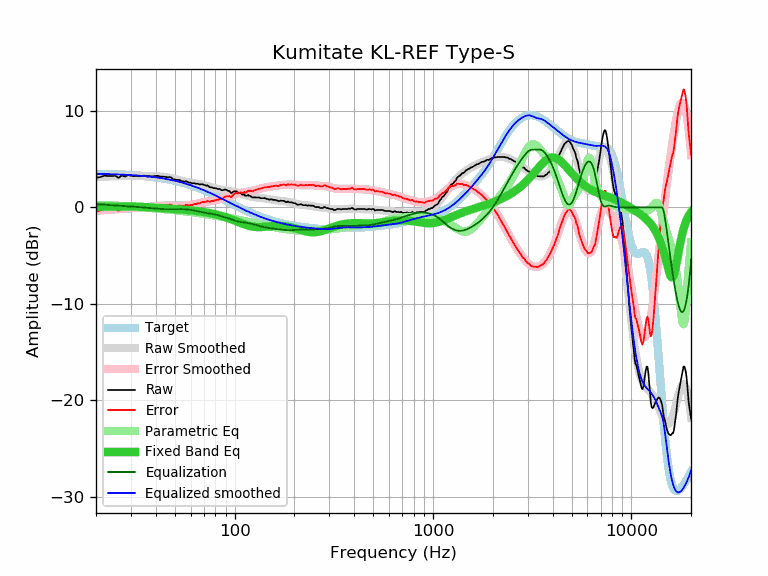 Kumitate KL-REF Type-S
Amplitude (dBr)
10
0
−10
−20
−30
Target
Raw Smoothed
Error Smoothed
Raw
Error
Parametric Eq
Fixed Band Eq
Equalization
Equalized smoothed
100
1000
10000
Frequency (Hz)